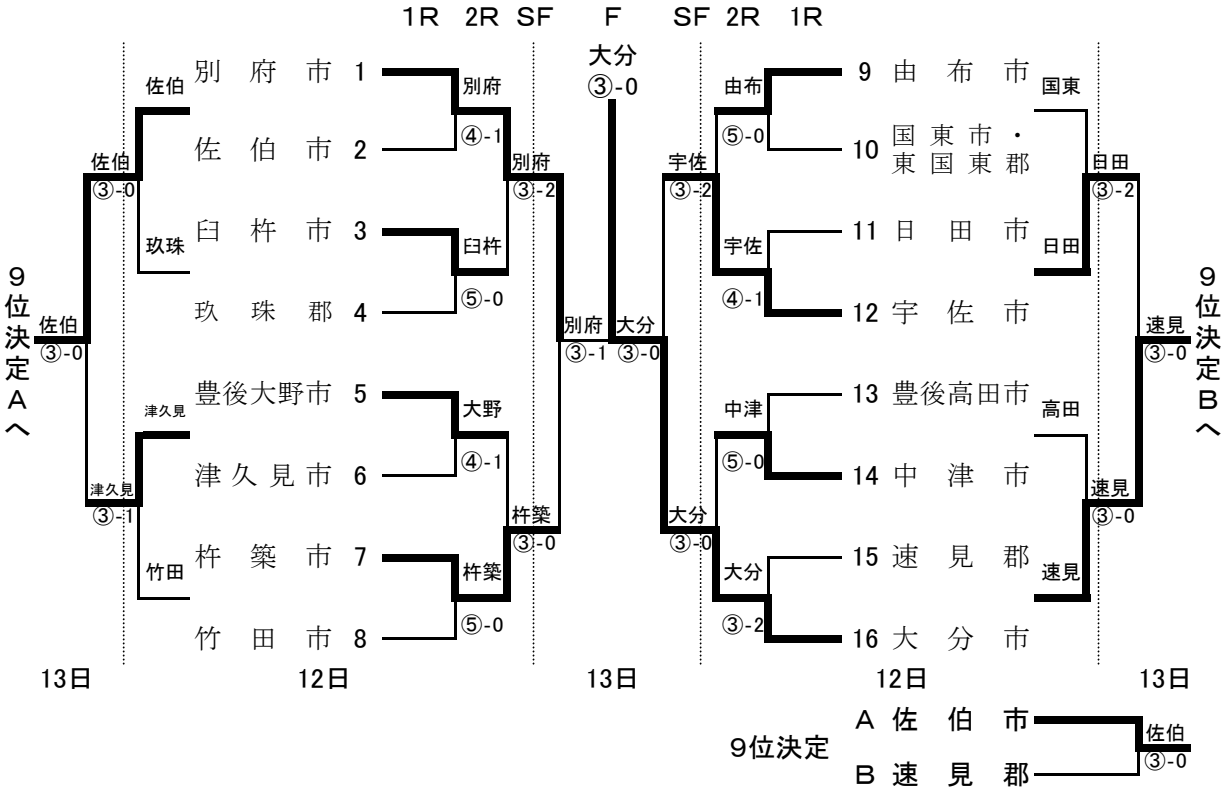 1R 2R SF F SF 2R 1R
大分
③-0
別府市 1
佐伯市 2
臼杵市 3
玖珠郡 4
豊後大野市 5
津久見市 6
杵築市 7
竹田市 8
別府
④-1
臼杵
⑤-0
大野
④-1
杵築
⑤-0
別府
③-2
杵築
③-0
別府
③-1
大分
③-0
宇佐
③-2
大分
③-0
由布
⑤-0
宇佐
④-1
中津
⑤-0
大分
③-2
9 由布市
10 国東市・
東国東郡
11 日田市
12 宇佐市
13 豊後高田市
14 中津市
15 速見郡
16 大分市
佐伯
玖珠
津久見
竹田
佐伯
③-0
津久見
③-1
佐伯
③-0
9位決定Aへ
国東
日田
高田
速見
日田
③-2
速見
③-0
速見
③-0
9位決定Bへ
13日 12日 13日 12日 13日
9位決定
A 佐伯市
B 速見郡
佐伯
③-0